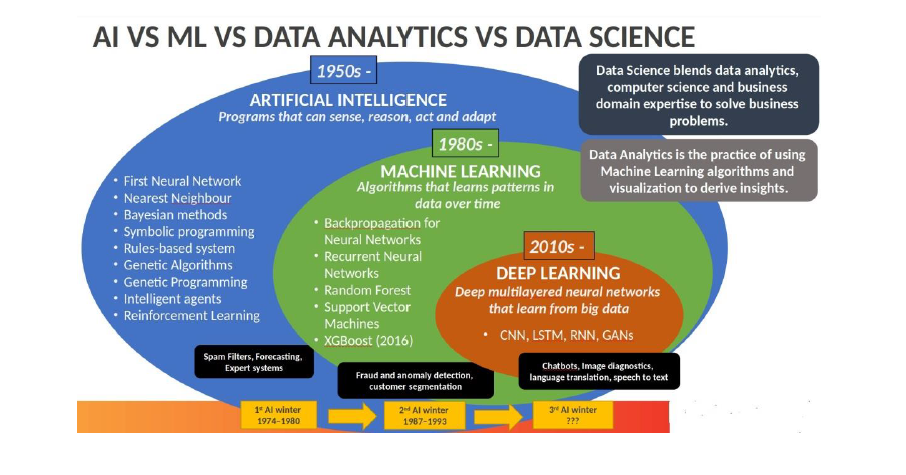 AI VS ML VS DATA ANALYTICS VS DATA SCIENCE
1950s -
ARTIFICIAL INTELLIGENCE
Programs that can sense, reason, act and adapt
Data Science blends data analytics,
computer science and business
domain expertise to solve business
problems.
Data Analytics is the practice of using
Machine Learning algorithms and
visualization to derive insights.
• First Neural Network
• Nearest Neighbour
• Bayesian methods
• Symbolic programming
• Rules-based system
• Genetic Algorithms
• Genetic Programming
• Intelligent agents
• Reinforcement Learning
1980s -
MACHINE LEARNING
Algorithms that learns patterns in
data over time
• Backpropagation for
Neural Networks
• Recurrent Neural
Networks
• Random Forest
• Support Vector
Machines
• XGBoost (2016)
2010s -
DEEP LEARNING
Deep multilayered neural networks
that learn from big data
• CNN, LSTM, RNN, GANs
Spam Filters, Forecasting,
Expert systems
Fraud and anomaly detection,
customer segmentation
Chatbots, Image diagnostics,
language translation, speech to text
1st AI winter
1974–1980
2nd AI winter
1987–1993
3rd AI winter
???